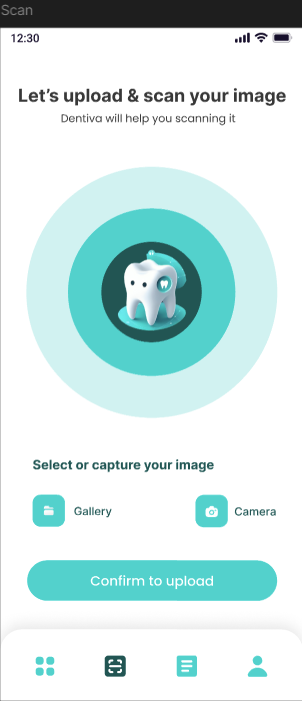 Scan
12:30
Let's upload & scan your image
Dentiva will help you scanning it
Select or capture your image
Gallery
Camera
Confirm to upload